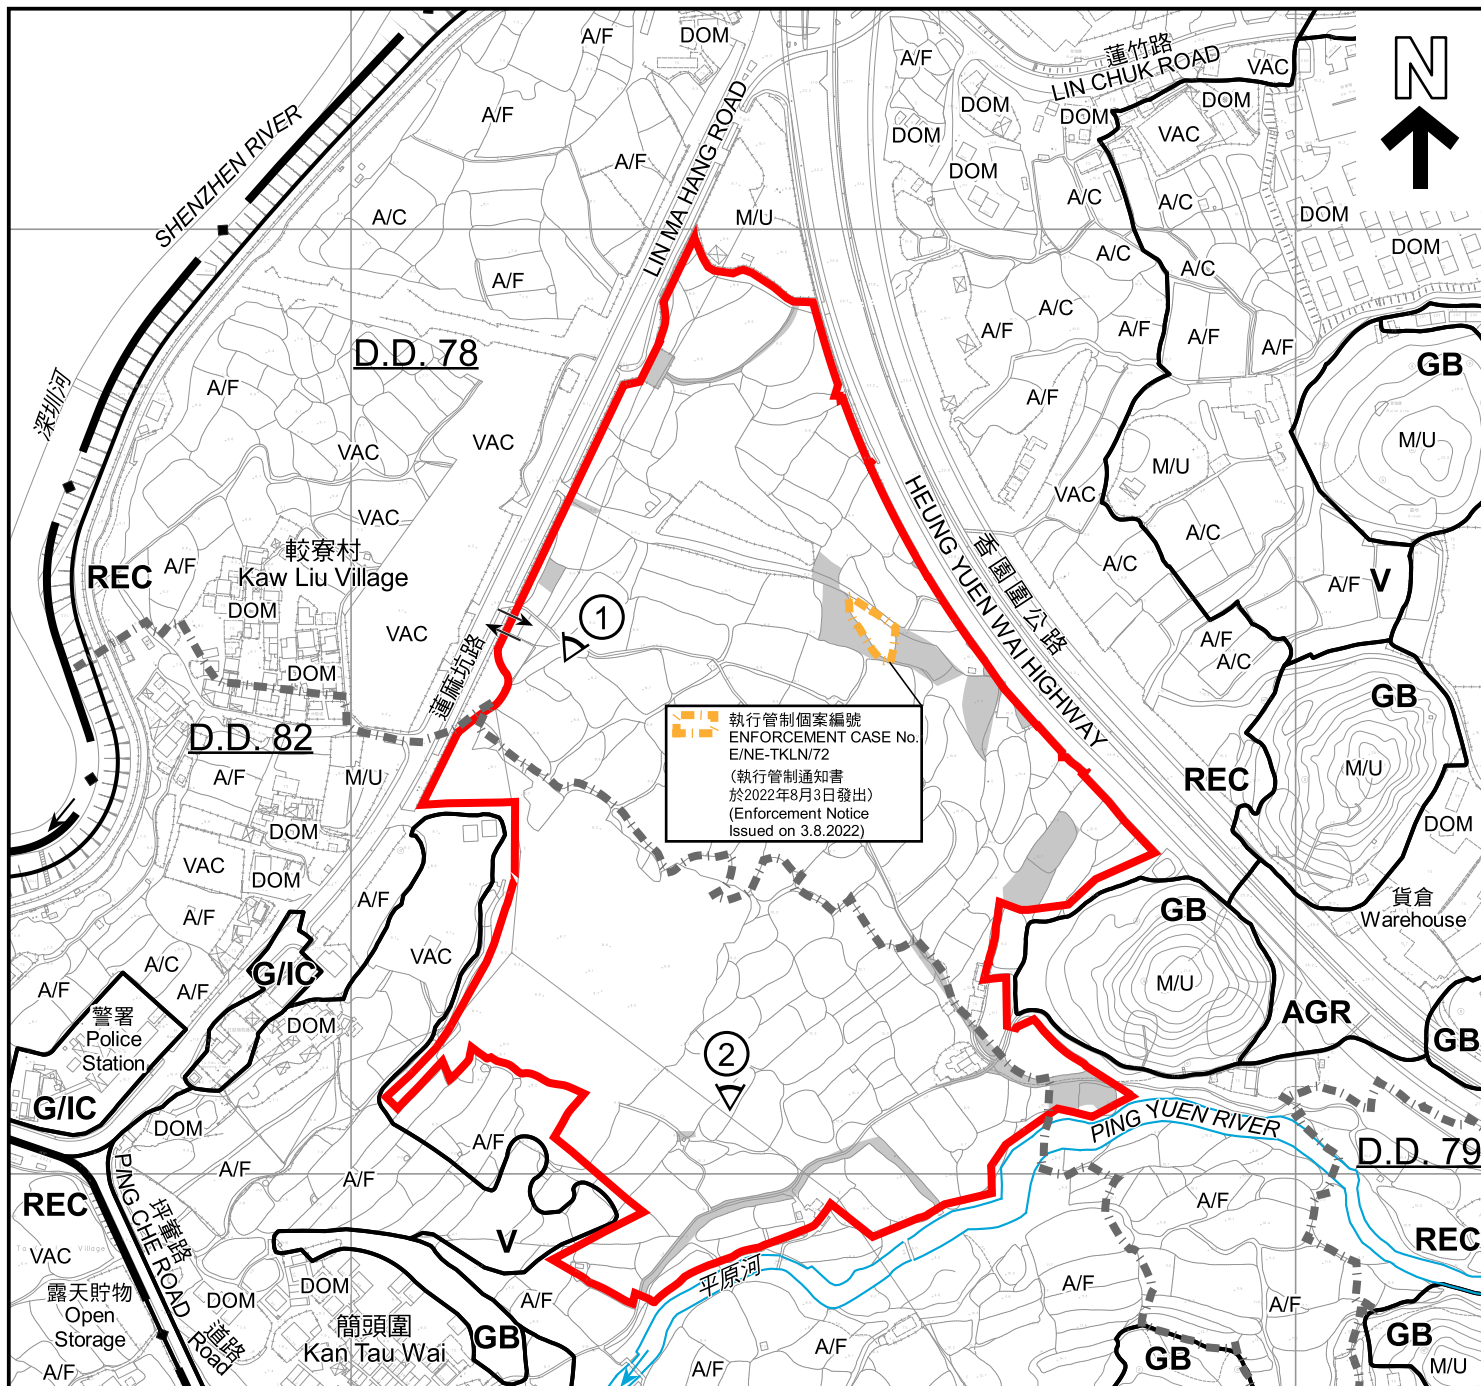 A/F
DOM
蓮竹路
LIN CHUK ROAD
VAC
N
A/F
A/F
DOM
DOM
DOM
VAC
DOM
DOM
A/F
SHENZHEN RIVER
LIN MA HANG ROAD
A/C
M/U
A/C
A/C
DOM
DOM
A/F
A/C
A/C
A/C
A/F
A/F
A/F
A/F
D.D. 78
GB
A/F
A/F
深圳河
VAC
VAC
M/U
M/U
VAC
VAC
HEUNG YUEN WAI HIGHWAY
香園圍公路
A/C
較寮村
Kaw Liu Village
REC
A/F
A/C
A/F
V
DOM
VAC
1
A/F
A/C
DOM
蓮麻坑路
GB
D.D. 82
執行管制個案編號
ENFORCEMENT CASE No.
E/NE-TKLN/72
(執行管制通知書
於2022年8月3日發出)
(Enforcement Notice
Issued on 3.8.2022)
A/F
M/U
REC
M/U
DOM
DOM
VAC
DOM
A/F
貨倉
Warehouse
A/F
GB
VAC
A/C
G/IC
M/U
A/F
A/F
AGR
警署
Police
Station
DOM
GB
2
G/IC
DOM
PING YUEN RIVER
A/F
D.D. 79
A/F
A/F
PING CHE ROAD
坪輋路
REC
A/F
V
REC
VAC
平原河
露天貯物
Open
Storage
DOM
DOM
A/F
A/F
A/F
道路
Road
簡頭圍
Kan Tau Wai
GB
A/F
A/F
A/F
GB
GB
M/U